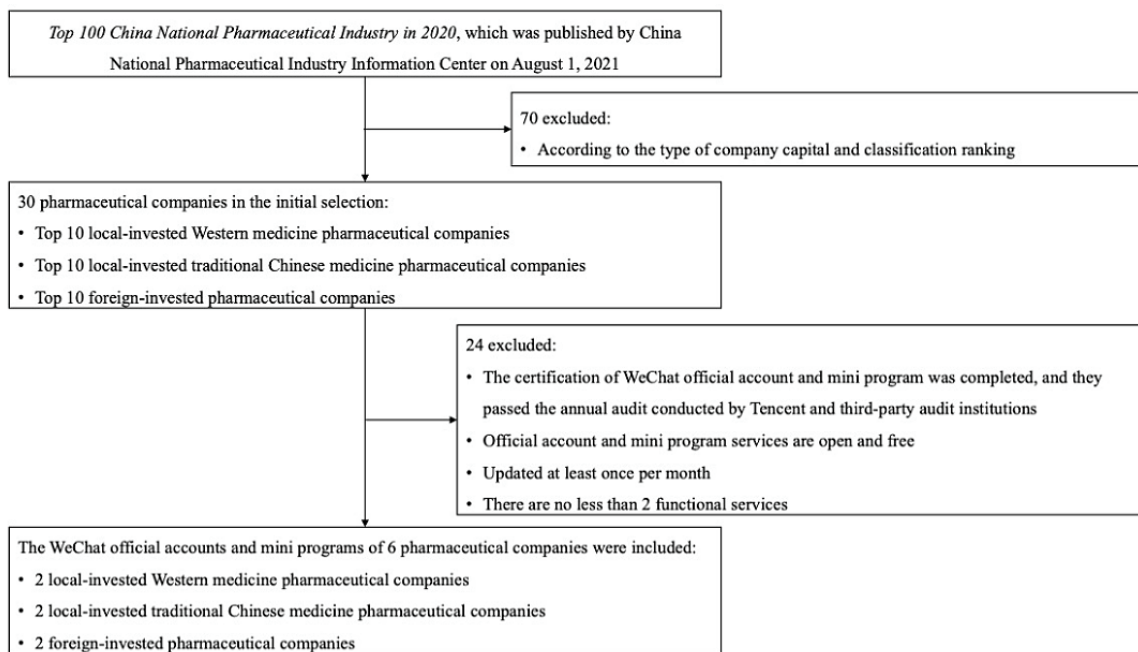 Top 100 China National Pharmaceutical Industry in 2020, which was published by China
National Pharmaceutical Industry Information Center on August 1, 2021
70 excluded:
• According to the type of company capital and classification ranking
30 pharmaceutical companies in the initial selection:
• Top 10 local-invested Western medicine pharmaceutical companies
• Top 10 local-invested traditional Chinese medicine pharmaceutical companies
• Top 10 foreign-invested pharmaceutical companies
24 excluded:
• The certification of WeChat official account and mini program was completed, and they
passed the annual audit conducted by Tencent and third-party audit institutions
• Official account and mini program services are open and free
• Updated at least once per month
• There are no less than 2 functional services
The WeChat official accounts and mini programs of 6 pharmaceutical companies were included:
• 2 local-invested Western medicine pharmaceutical companies
• 2 local-invested traditional Chinese medicine pharmaceutical companies
• 2 foreign-invested pharmaceutical companies